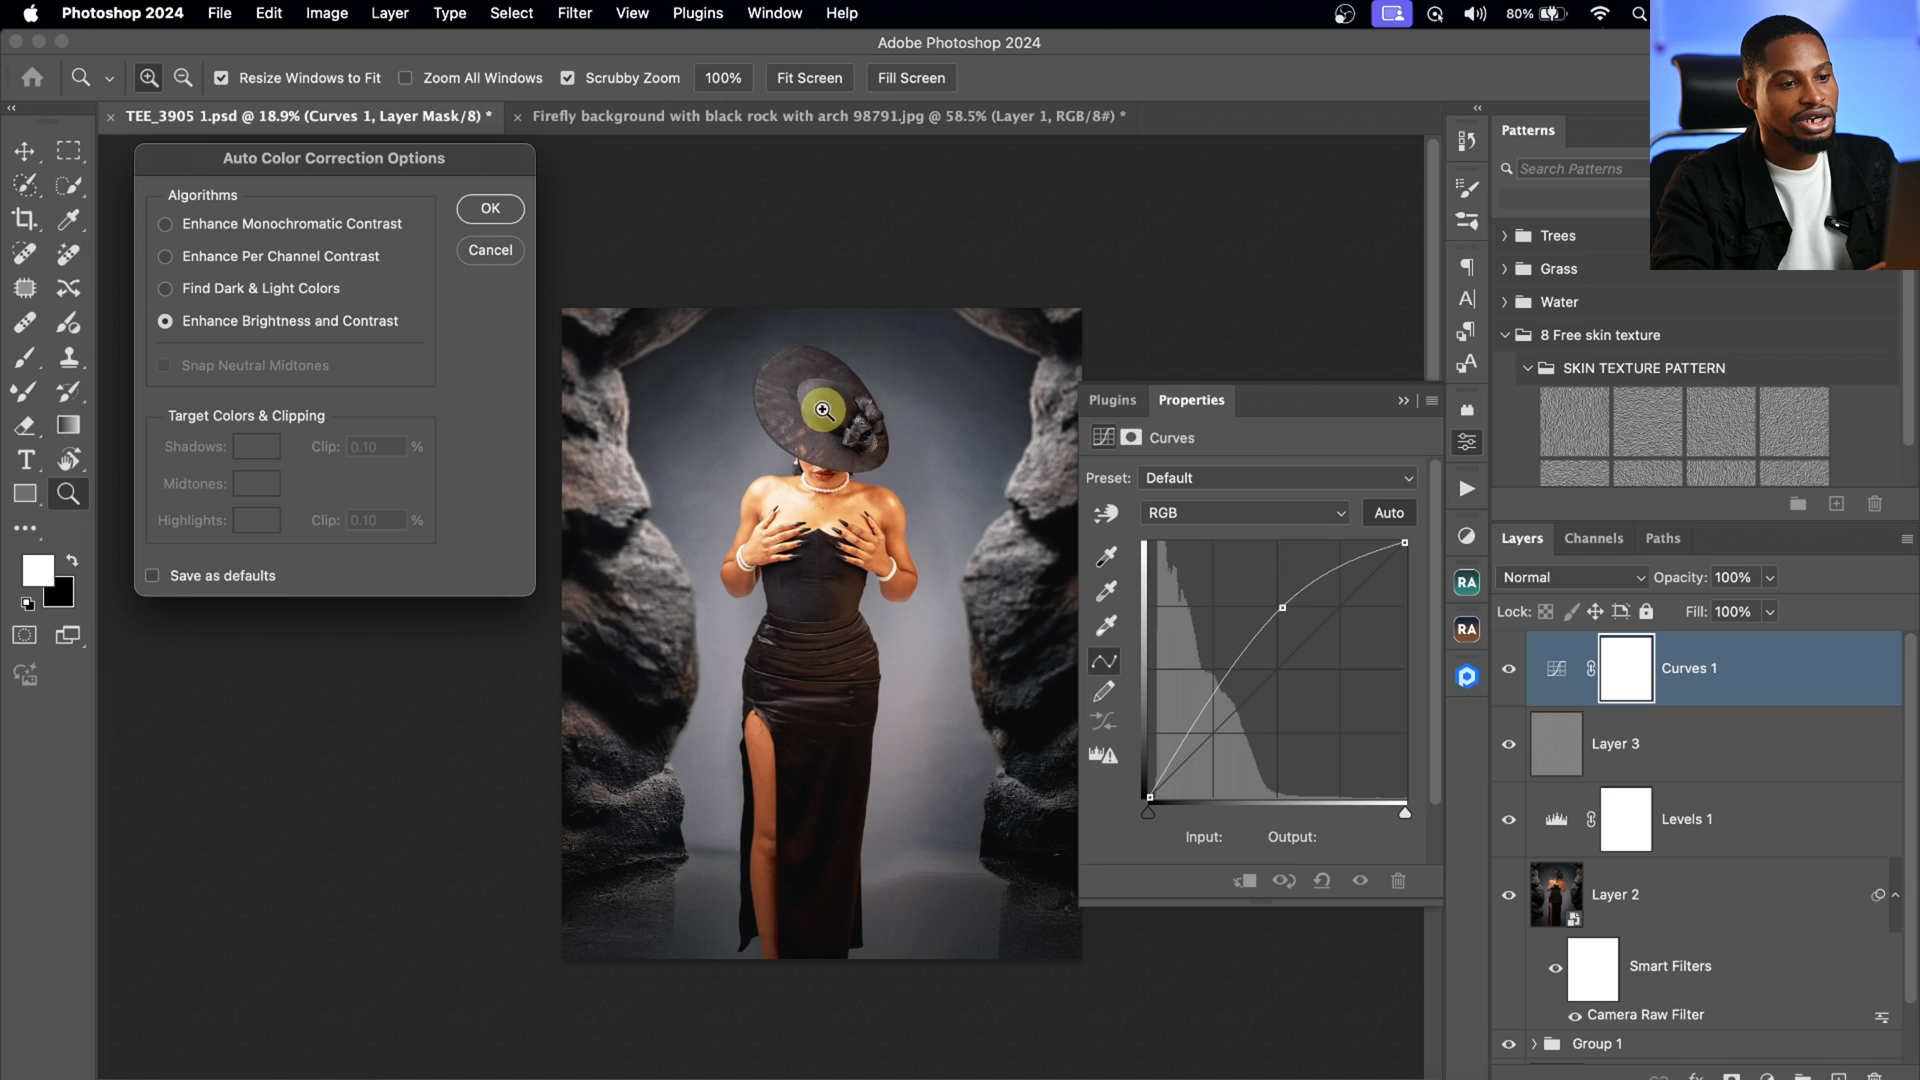 Photoshop 2024 File Edit Image Layer Type Select Filter View Plugins Window Help
80%
Adobe Photoshop 2024
Resize Windows to Fit Zoom All Windows Scrubby Zoom 100% Fit Screen Fill Screen
TEE_3905 1.psd @ 18.9% (Curves 1, Layer Mask/8) *
Firefly background with black rock with arch 98791.jpg @ 58.5% (Layer 1, RGB/8#) *
Auto Color Correction Options
Algorithms
Enhance Monochromatic Contrast
Enhance Per Channel Contrast
Find Dark & Light Colors
Enhance Brightness and Contrast
Snap Neutral Midtones
OK
Cancel
Target Colors & Clipping
Shadows: Clip: 0.10 %
Midtones:
Highlights: Clip: 0.10 %
Save as defaults
Plugins Properties
Curves
Preset: Default
RGB Auto
Input: Output:
Patterns
Search Patterns
Trees
Grass
Water
8 Free skin texture
SKIN TEXTURE PATTERN
RA
RA
Layers Channels Paths
Normal Opacity: 100%
Lock: Fill: 100%
Curves 1
Layer 3
Levels 1
Layer 2
Smart Filters
Camera Raw Filter
Group 1